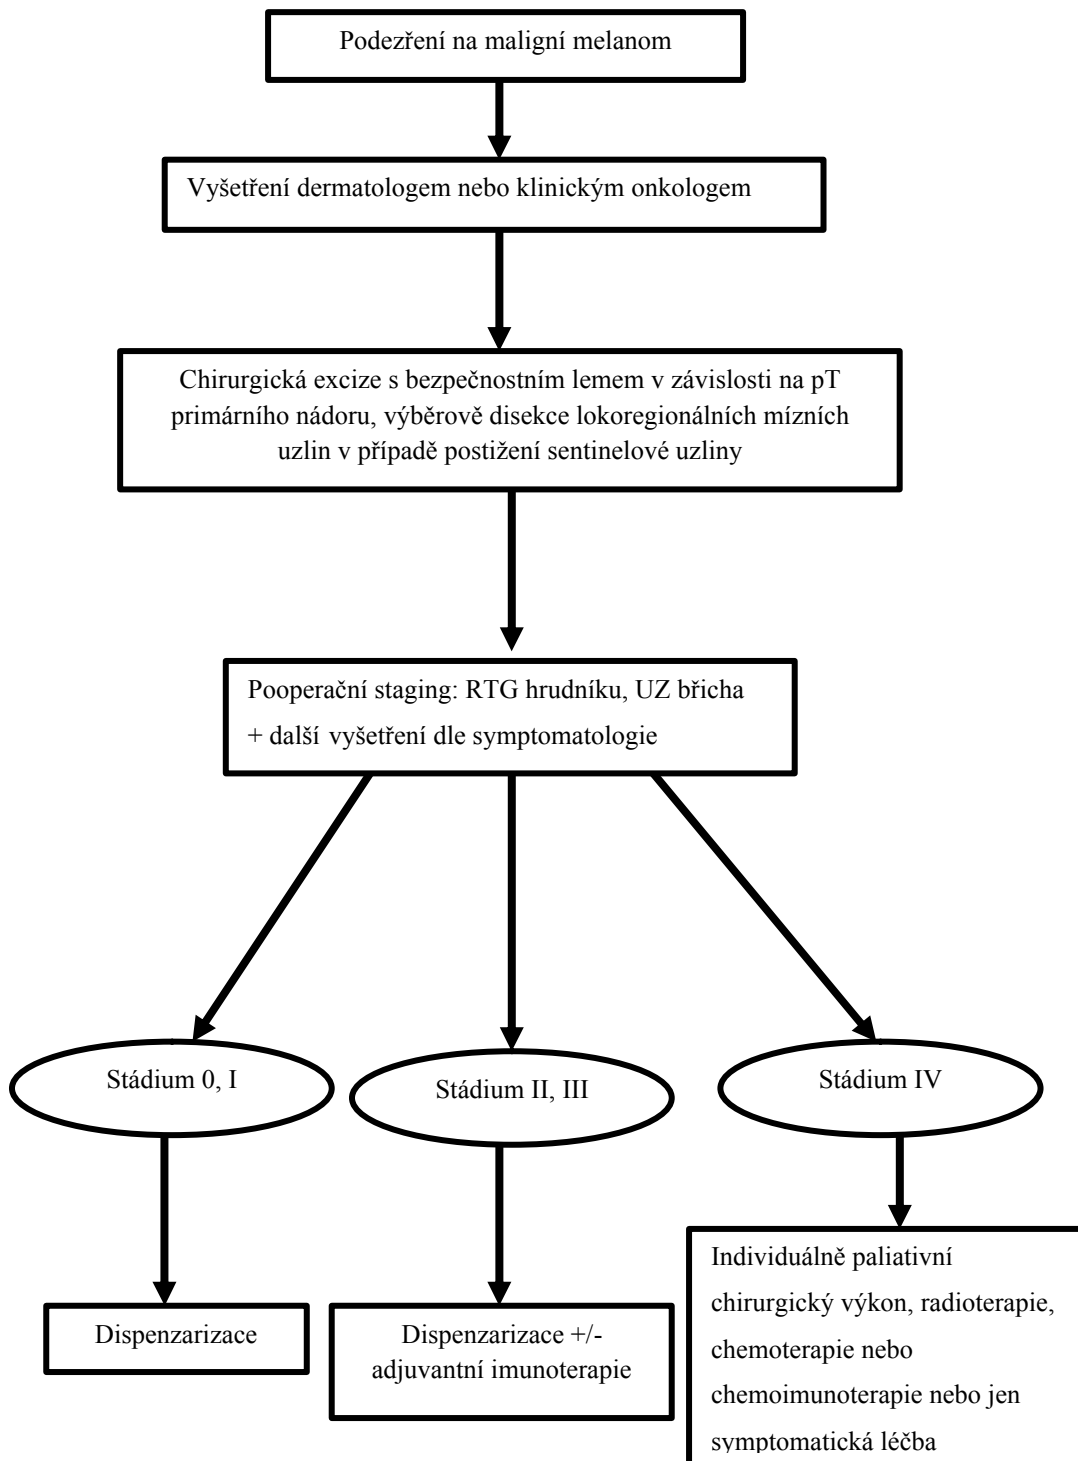 Podezření na maligní melanom
Vyšetření dermatologem nebo klinickým onkologem
Chirurgická excize s bezpečnostním lemem v závislosti na pT
primárního nádoru, výběrově disekce lokoregionálních mízních
uzlin v případě postižení sentinelové uzliny
Pooperační staging: RTG hrudníku, UZ břicha
+ další vyšetření dle symptomatologie
Stádium 0, I
Stádium II, III
Stádium IV
Dispenzarizace
Dispenzarizace +/-
adjuvantní imunoterapie
Individuálně paliativní
chirurgický výkon, radioterapie,
chemoterapie nebo
chemoimunoterapie nebo jen
symptomatická léčba